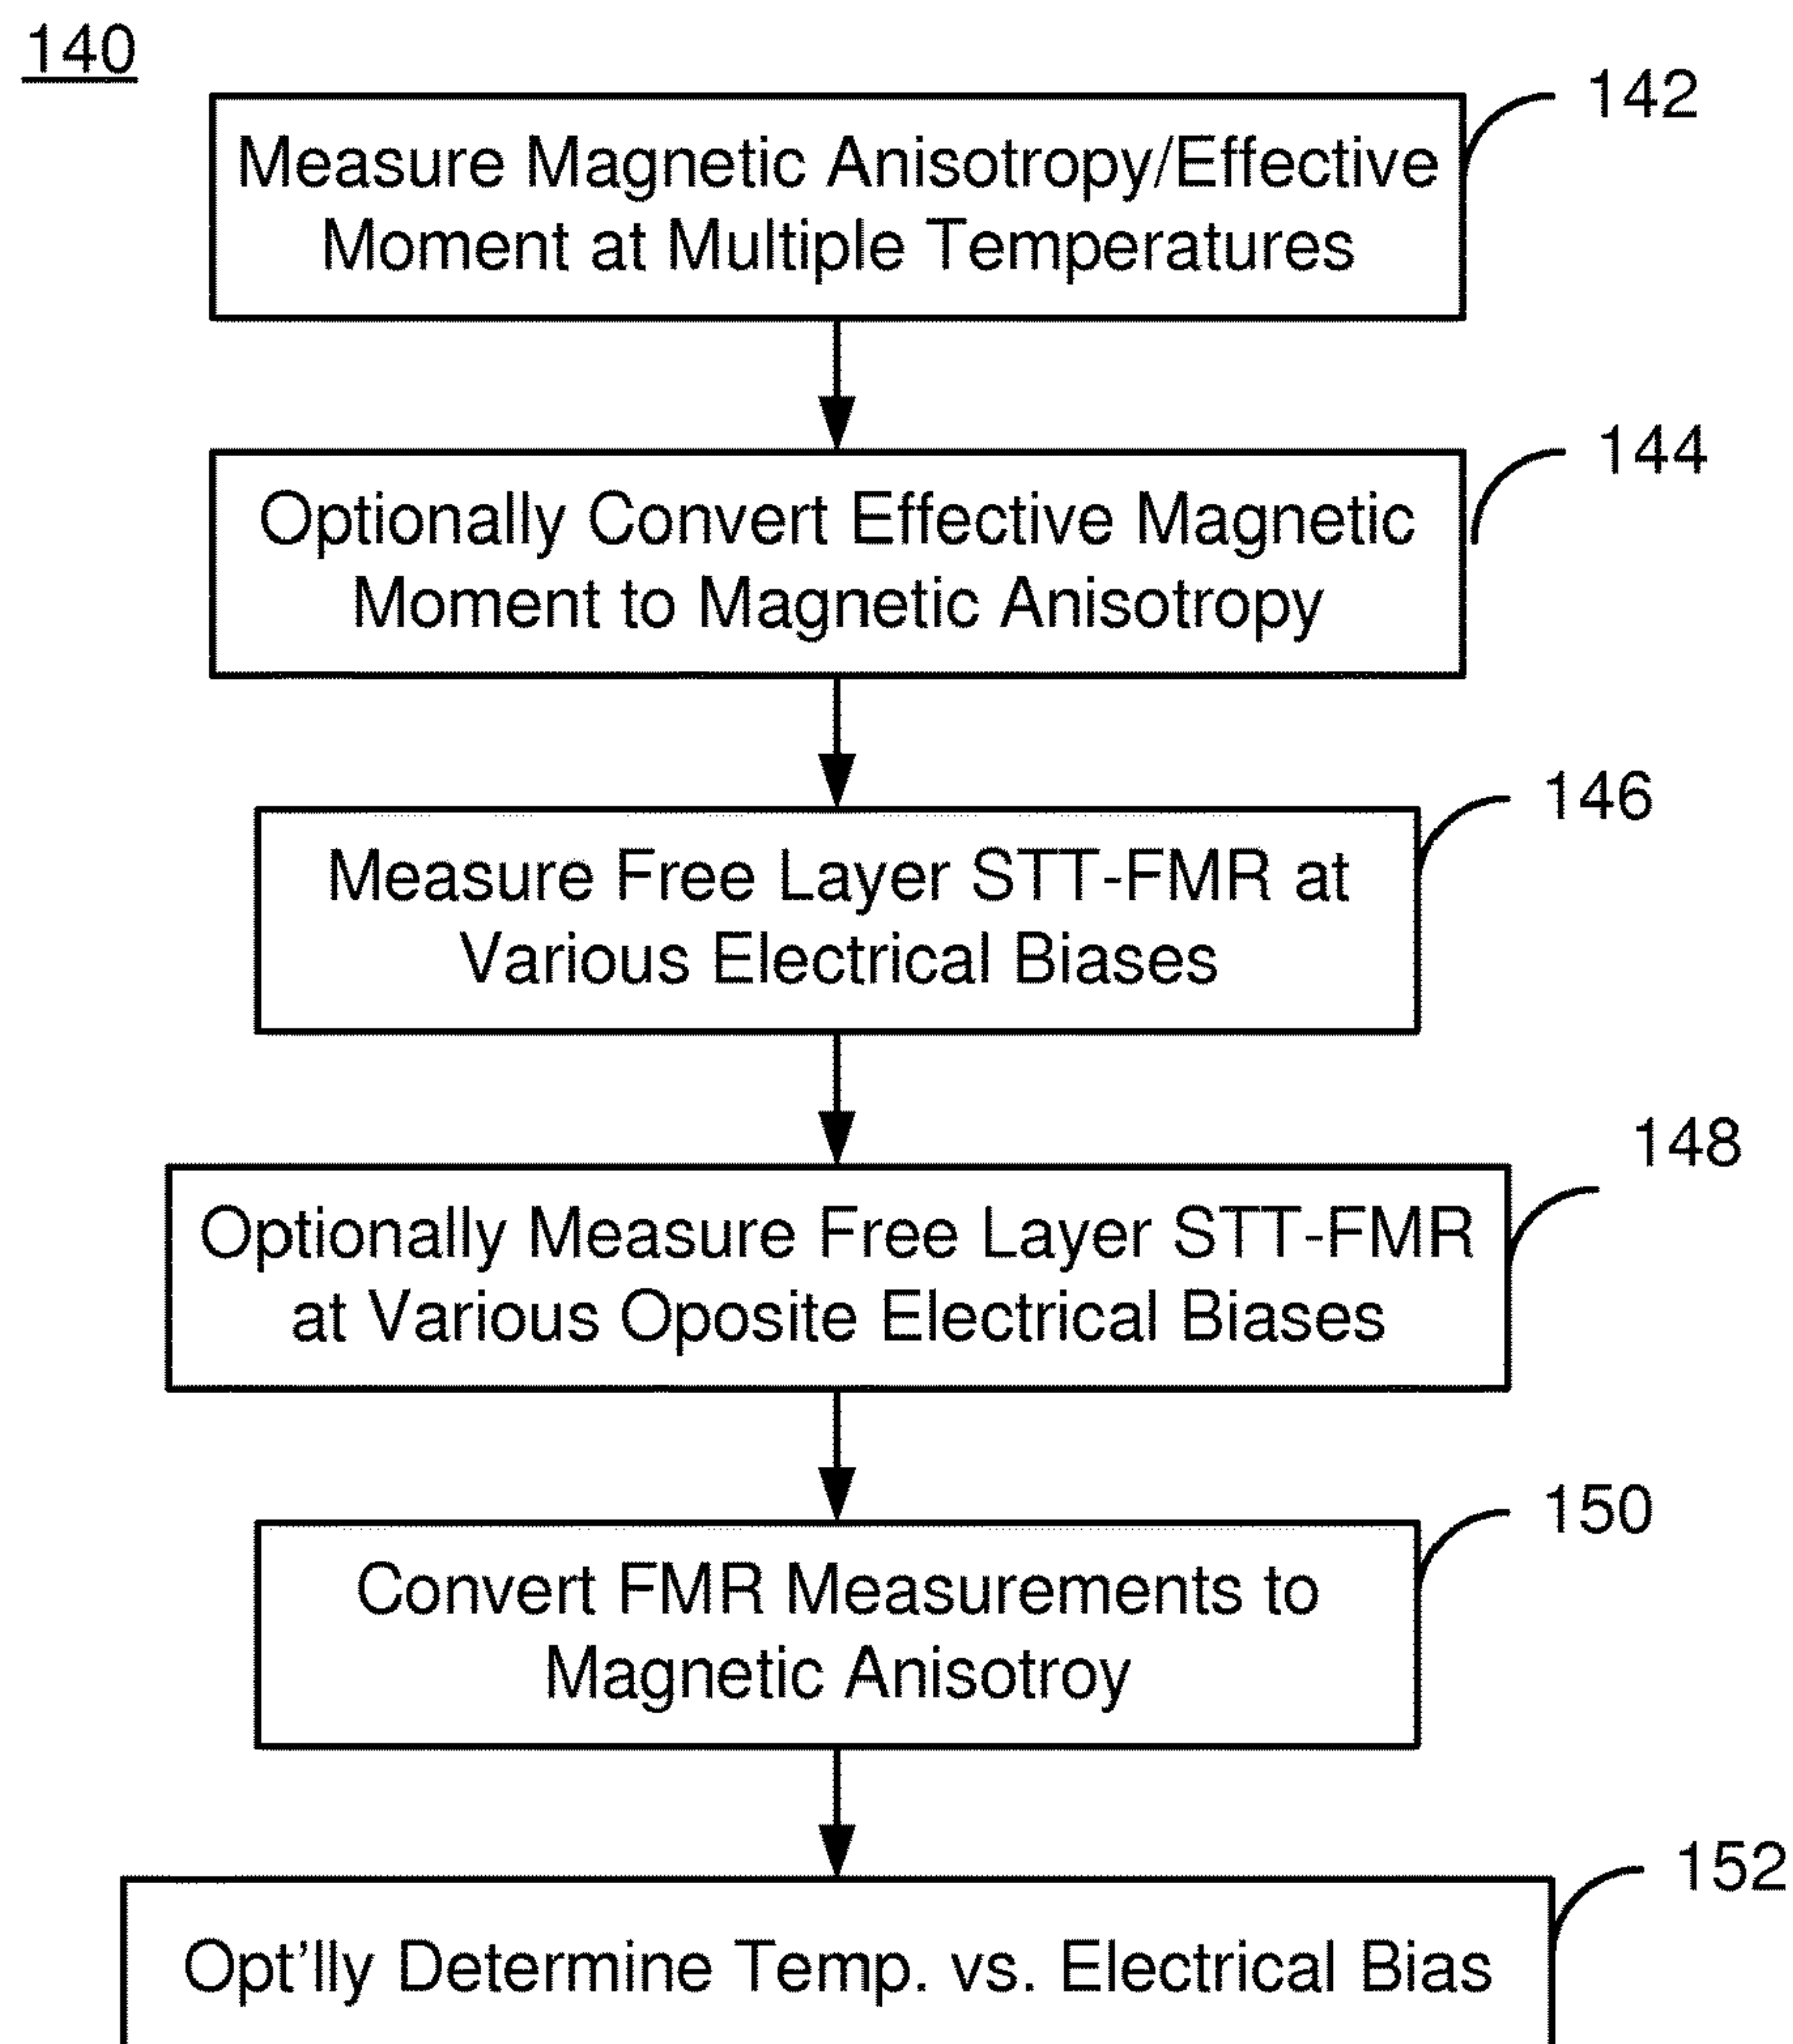 140
142
Measure Magnetic Anisotropy/Effective
Moment at Multiple Temperatures
144
Optionally Convert Effective Magnetic
Moment to Magnetic Anisotropy
146
Measure Free Layer STT-FMR at
Various Electrical Biases
148
Optionally Measure Free Layer STT-FMR
at Various Oposite Electrical Biases
150
Convert FMR Measurements to
Magnetic Anisotroy
152
Opt'lly Determine Temp. vs. Electrical Bias